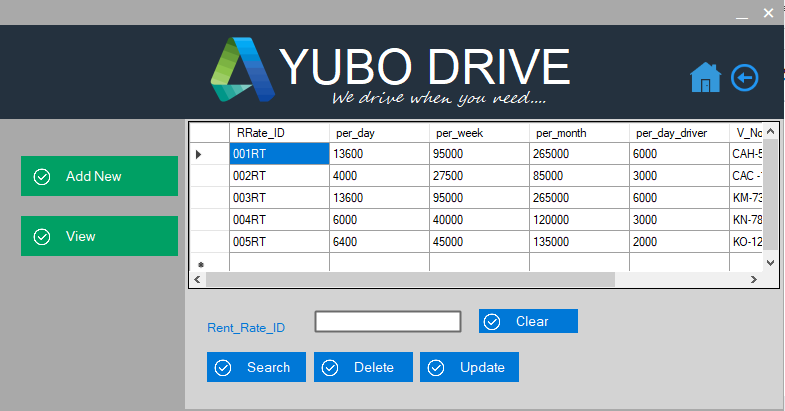 AYUBO DRIVE
We drive when you need....
RRate_ID per_day per_week per_month per_day_driver V_No
Add New
View
001RT 13600 95000 265000 6000 CAH-5
002RT 4000 27500 85000 3000 CAC -
003RT 13600 95000 265000 6000 KM-73
004RT 6000 40000 120000 3000 KN-78
005RT 6400 45000 135000 2000 KO-12
Rent_Rate_ID
Clear
Search Delete Update